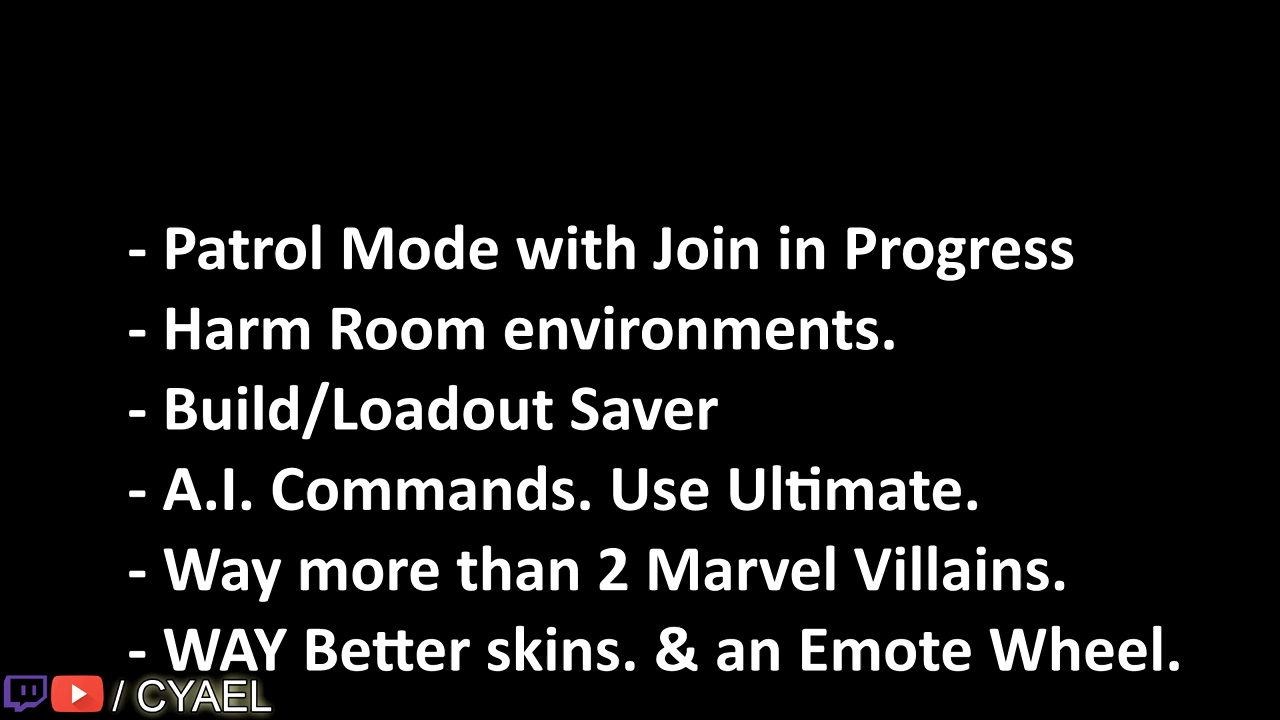 - Patrol Mode with Join in Progress
- Harm Room environments.
- Build/Loadout Saver
- A.I. Commands. Use Ultimate.
- Way more than 2 Marvel Villains.
- WAY Better skins. & an Emote Wheel.
/ CYAEL